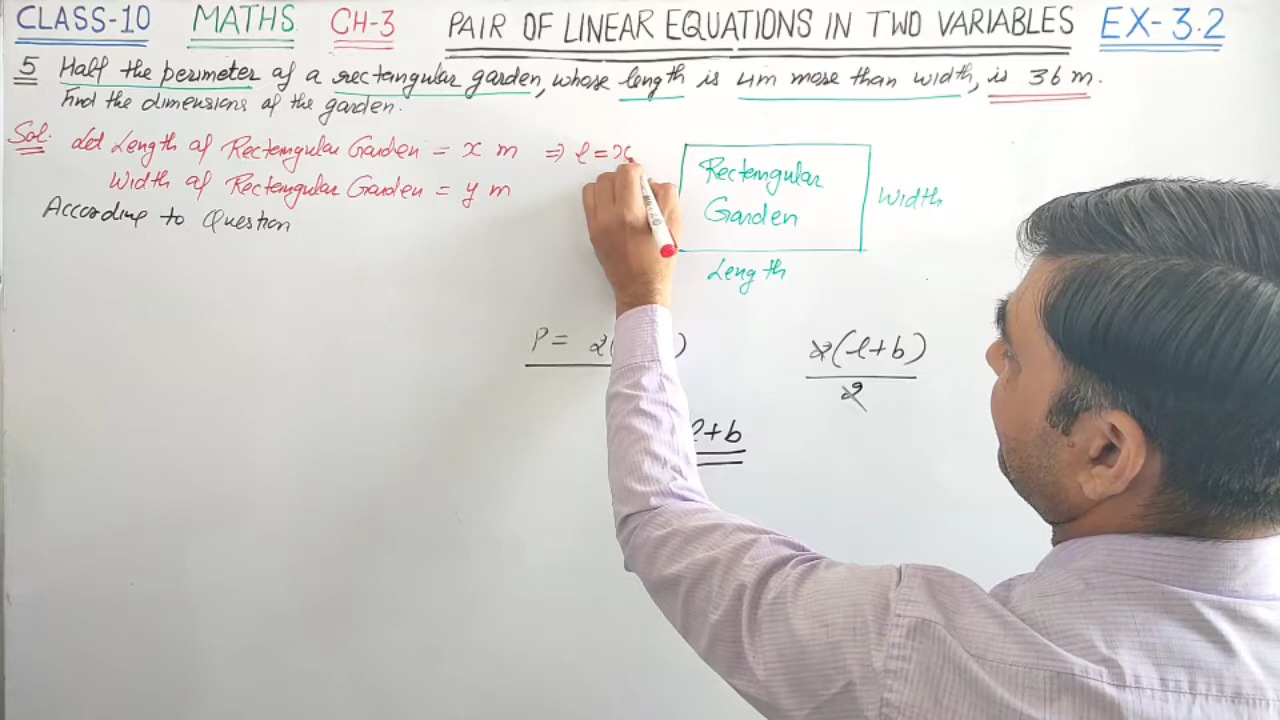 CLASS-10 MATHS CH-3 PAIR OF LINEAR EQUATIONS IN TWO VARIABLES EX-3.2
5 Half the perimeter of a rectangular garden, whose length is 4m more than width, is 36 m.
Find the dimensions of the garden.
Sol. Let Length of Rectangular Garden = x m ⇒ l = x
Width of Rectangular Garden = y m
According to Question
Rectangular
Garden
Width
Length
P = 2( )
2(l+b)
2
l+b